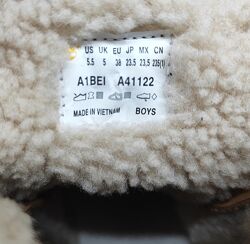 US UK EU JP MX CN
5.5 5 38 23.5 23.5 235(1)
A1BEI A41122
MADE IN VIETNAM BOYS